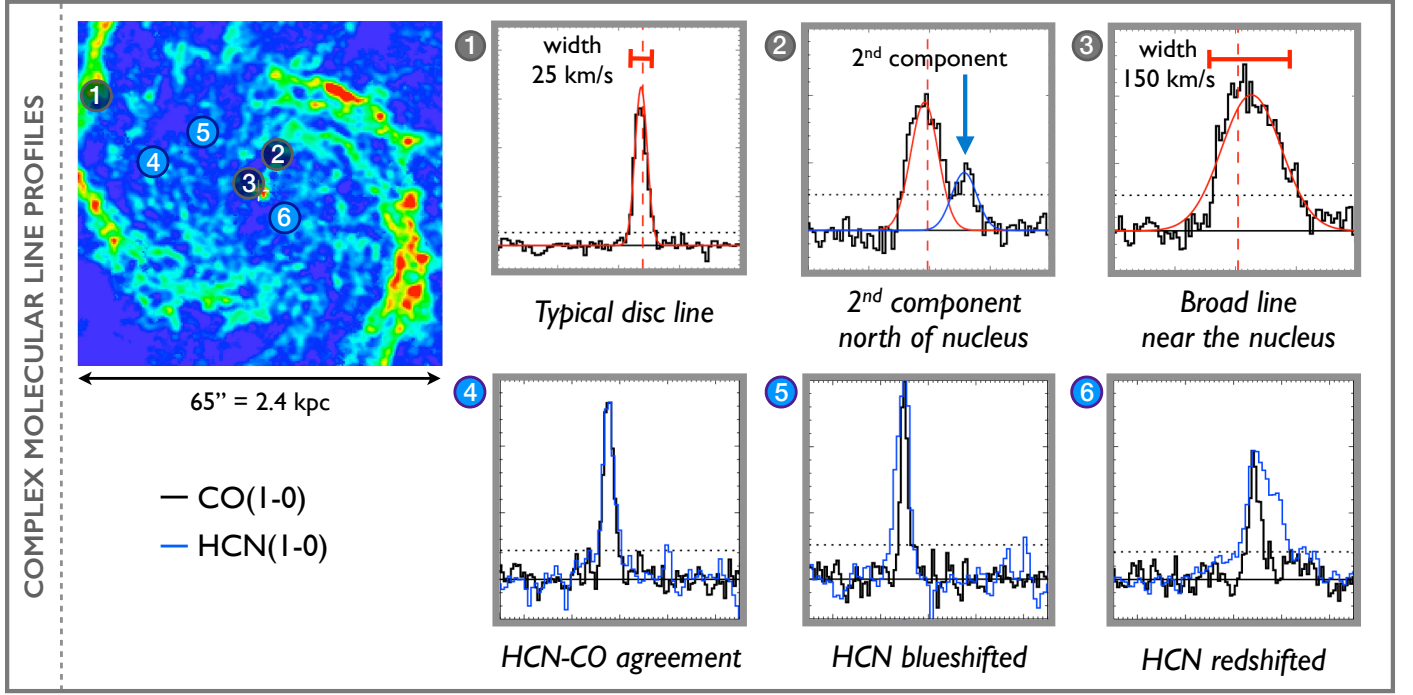 COMPLEX MOLECULAR LINE PROFILES
1
2
3
4
5
6
65” = 2.4 kpc
CO(1-0)
HCN(1-0)
1
width
25 km/s
Typical disc line
2
2nd component
2nd component
north of nucleus
3
width
150 km/s
Broad line
near the nucleus
4
HCN-CO agreement
5
HCN blueshifted
6
HCN redshifted